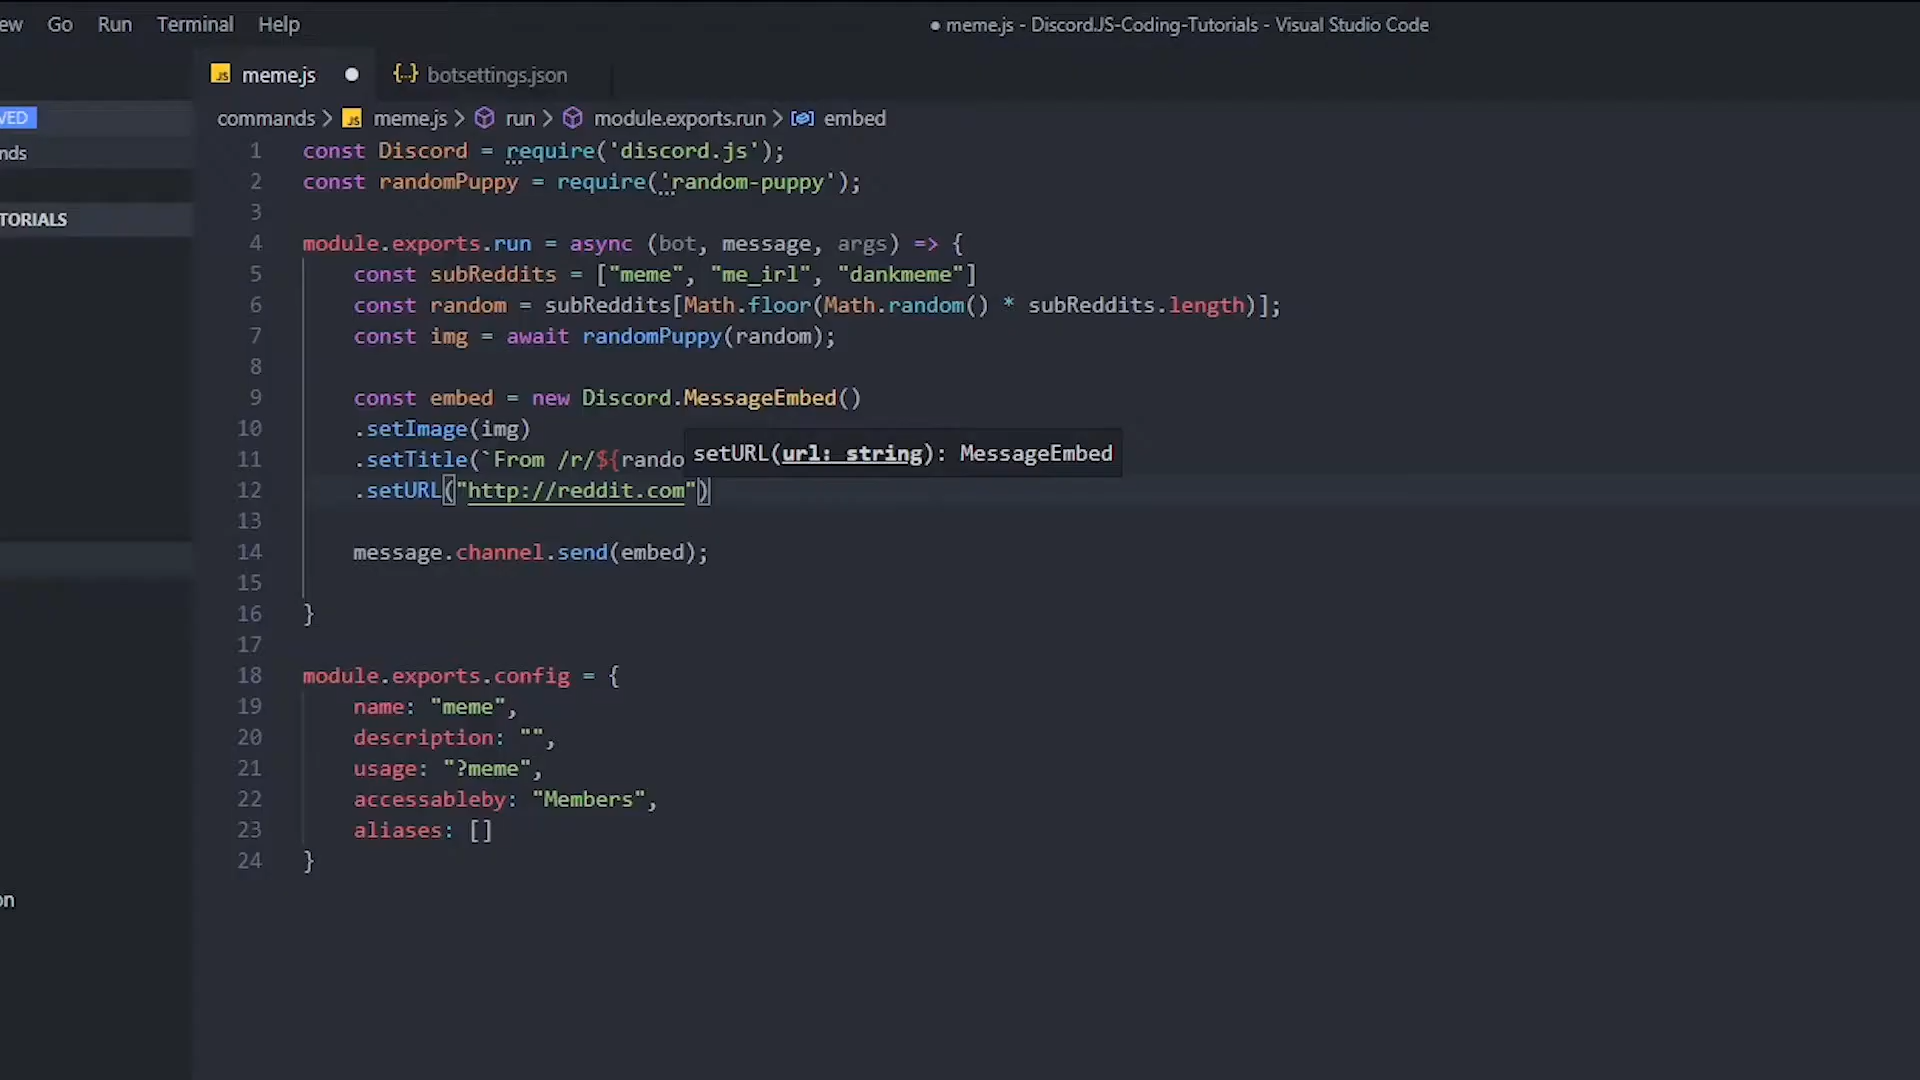 ew Go Run Terminal Help
● meme.js - Discord.JS-Coding-Tutorials - Visual Studio Code
JS meme.js ● {..} botsettings.json
VED
commands > JS meme.js > run > module.exports.run > embed
nds
TORIALS
on
1 const Discord = require('discord.js');
2 const randomPuppy = require('random-puppy');
3
4 module.exports.run = async (bot, message, args) => {
5 const subReddits = ["meme", "me_irl", "dankmeme"]
6 const random = subReddits[Math.floor(Math.random() * subReddits.length)];
7 const img = await randomPuppy(random);
8
9 const embed = new Discord.MessageEmbed()
10 .setImage(img)
11 .setTitle(`From /r/${rando
setURL(url: string): MessageEmbed
12 .setURL("http://reddit.com")
13
14 message.channel.send(embed);
15
16 }
17
18 module.exports.config = {
19 name: "meme",
20 description: "",
21 usage: "?meme",
22 accessableby: "Members",
23 aliases: []
24 }